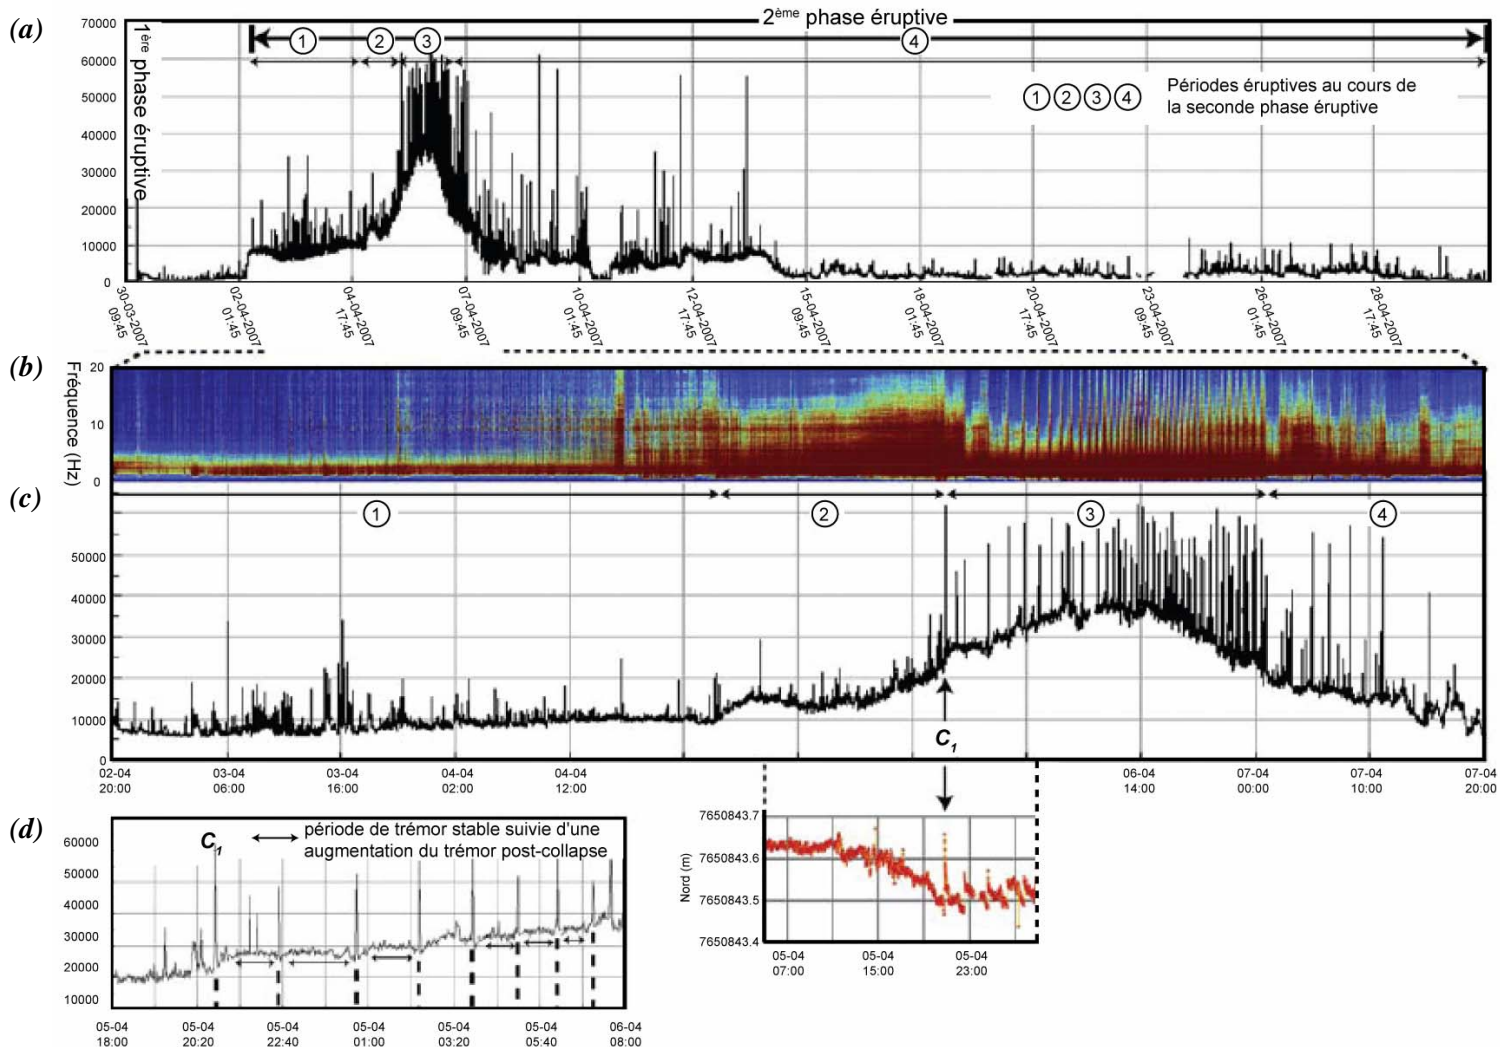 (a)
70000
60000
50000
40000
30000
20000
10000
0
1ère phase éruptive
2ème phase éruptive
1 2 3 4
1 2 3 4 Périodes éruptives au cours de
la seconde phase éruptive
30-03-2007
09:45
02-04-2007
01:45
04-04-2007
17:45
07-04-2007
09:45
10-04-2007
01:45
12-04-2007
17:45
15-04-2007
09:45
18-04-2007
01:45
20-04-2007
17:45
23-04-2007
09:45
26-04-2007
01:45
28-04-2007
17:45
(b)
Fréquence (Hz)
20
10
0
(c)
1 2 3 4
50000
40000
30000
20000
10000
0
C1
02-04 03-04 03-04 04-04 04-04 06-04 07-04 07-04 07-04
20:00 06:00 16:00 02:00 12:00 14:00 00:00 10:00 20:00
(d)
60000
50000
40000
30000
20000
10000
C1
période de trémor stable suivie d'une
augmentation du trémor post-collapse
05-04 05-04 05-04 05-04 05-04 05-04 06-04
18:00 20:20 22:40 01:00 03:20 05:40 08:00
Nord (m)
7650843.7
7650843.6
7650843.5
7650843.4
05-04 05-04 05-04
07:00 15:00 23:00